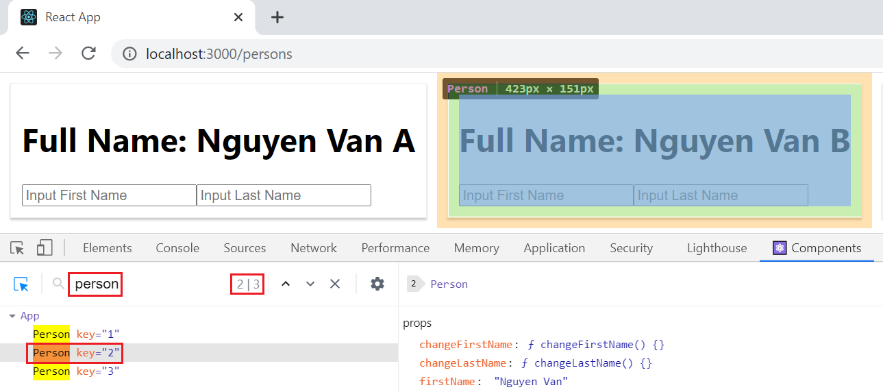 React App
localhost:3000/persons
Person | 423px × 151px
Full Name: Nguyen Van A
Full Name: Nguyen Van B
Input First Name Input Last Name
Input First Name Input Last Name
Elements Console Sources Network Performance Memory Application Security Lighthouse Components
person 2 | 3
2 Person
App
Person key="1"
Person key="2"
Person key="3"
props
changeFirstName: ƒ changeFirstName() {}
changeLastName: ƒ changeLastName() {}
firstName: "Nguyen Van"